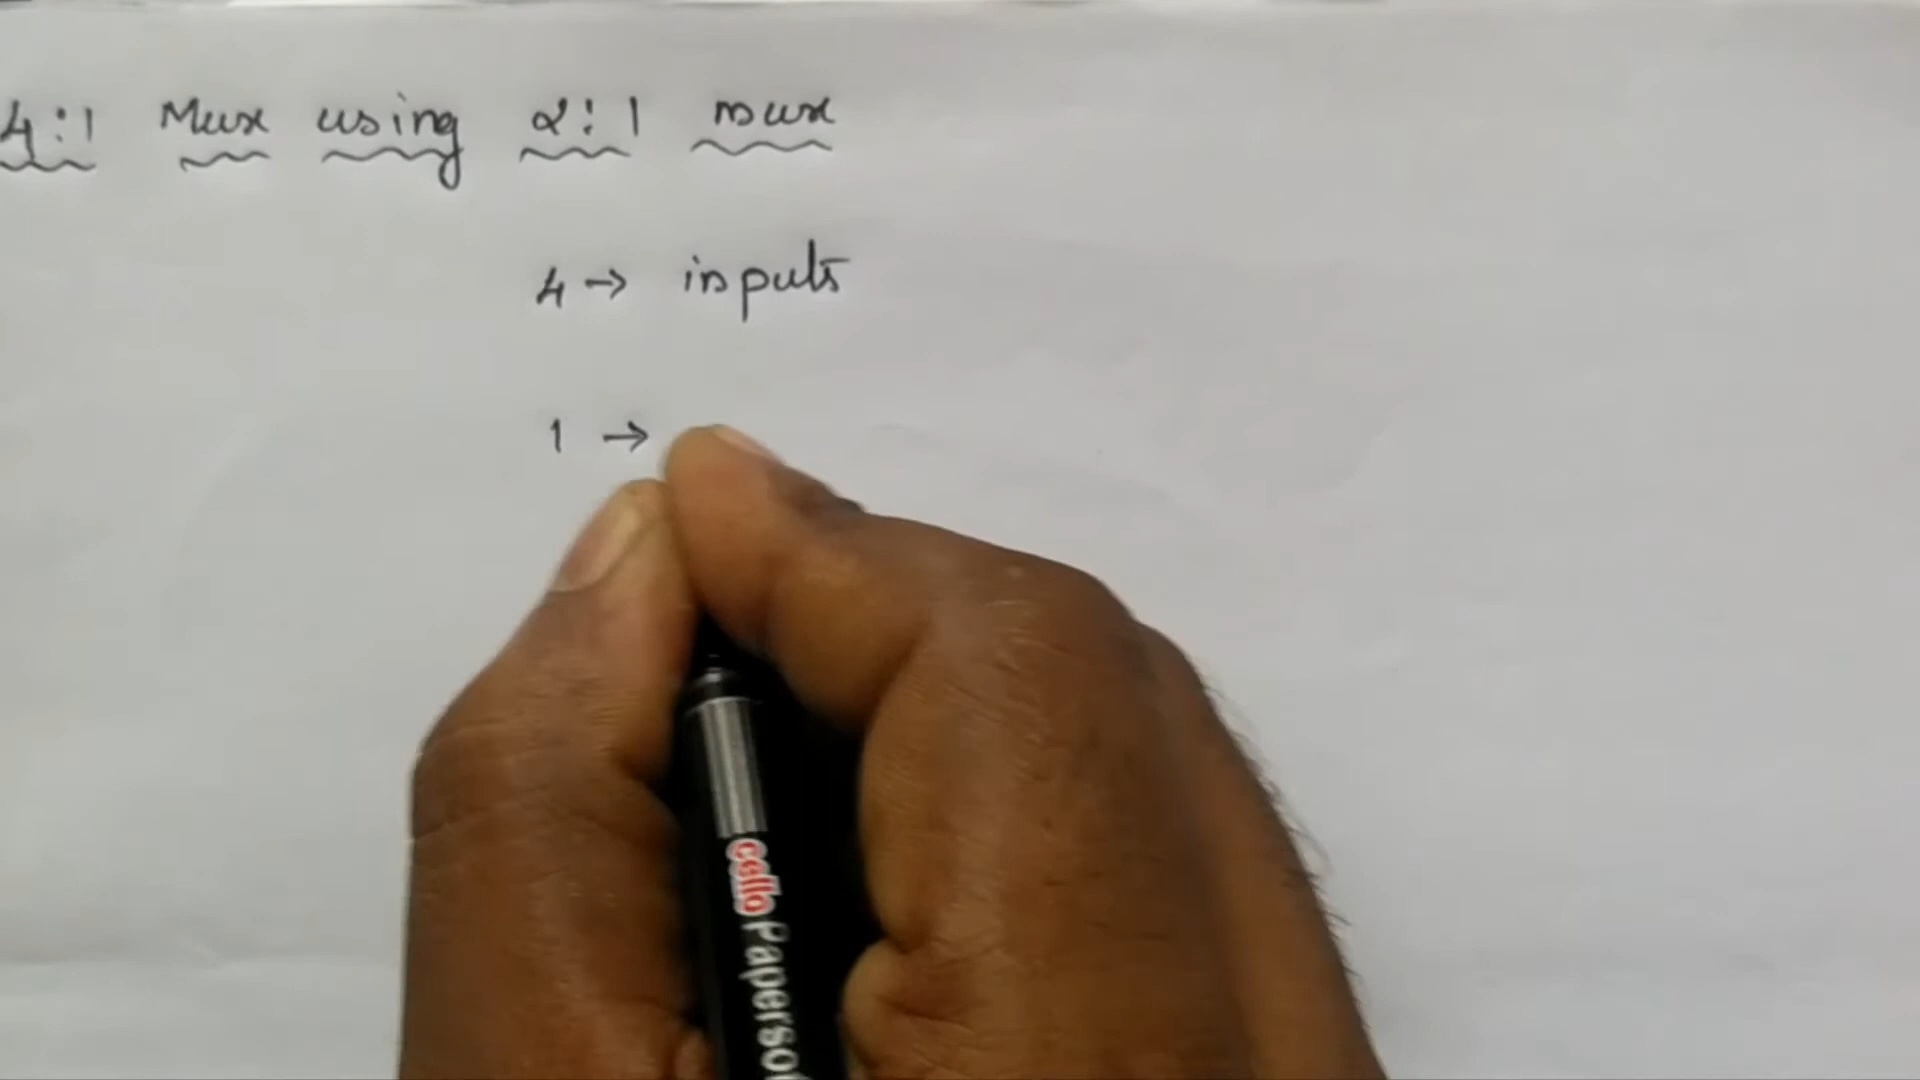 4:1 Mux using 2:1 mux
4 → inputs
1 →
cello Paperso